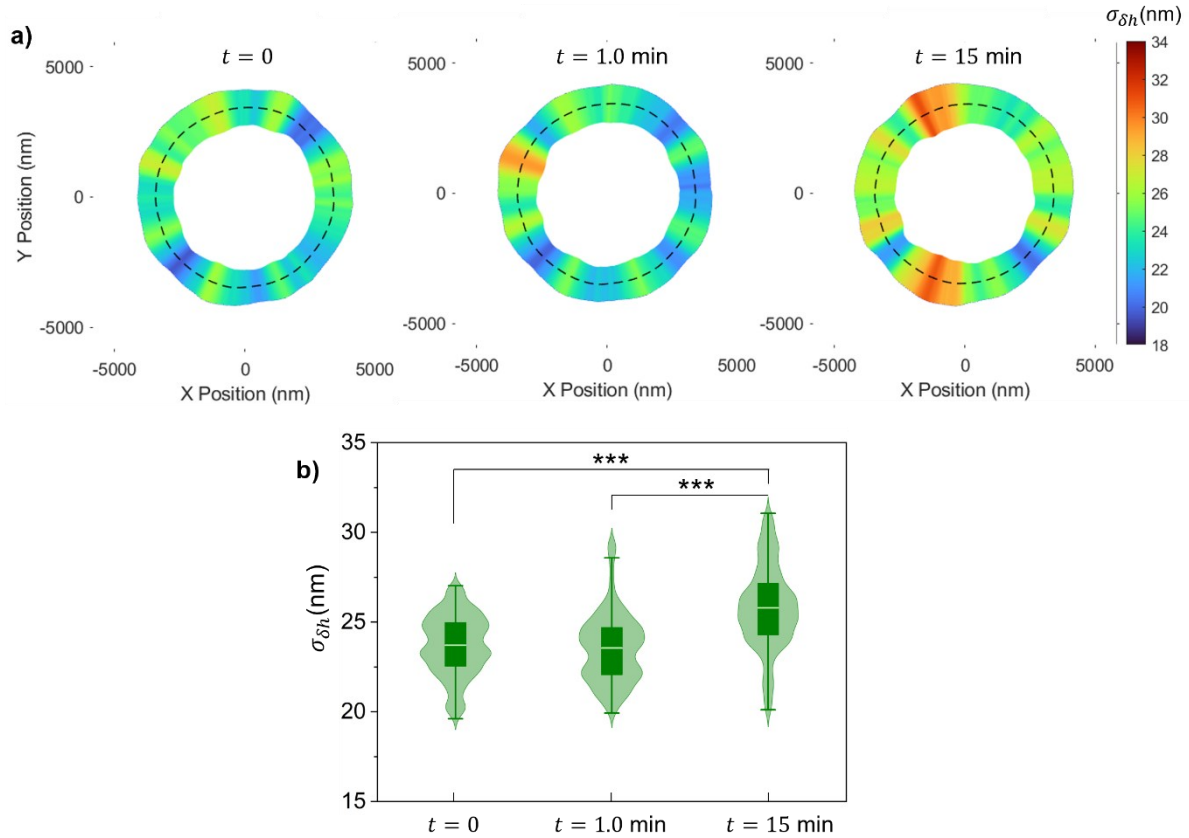 σδh(nm)
a)
t = 0
t = 1.0 min
t = 15 min
34
32
30
28
26
24
22
20
18
Y Position (nm)
5000
0
-5000
5000
0
-5000
5000
0
-5000
-5000 0 5000
-5000 0 5000
-5000 0 5000
X Position (nm)
X Position (nm)
X Position (nm)
b)
σδh(nm)
35
30
25
20
15
***
***
t = 0
t = 1.0 min
t = 15 min